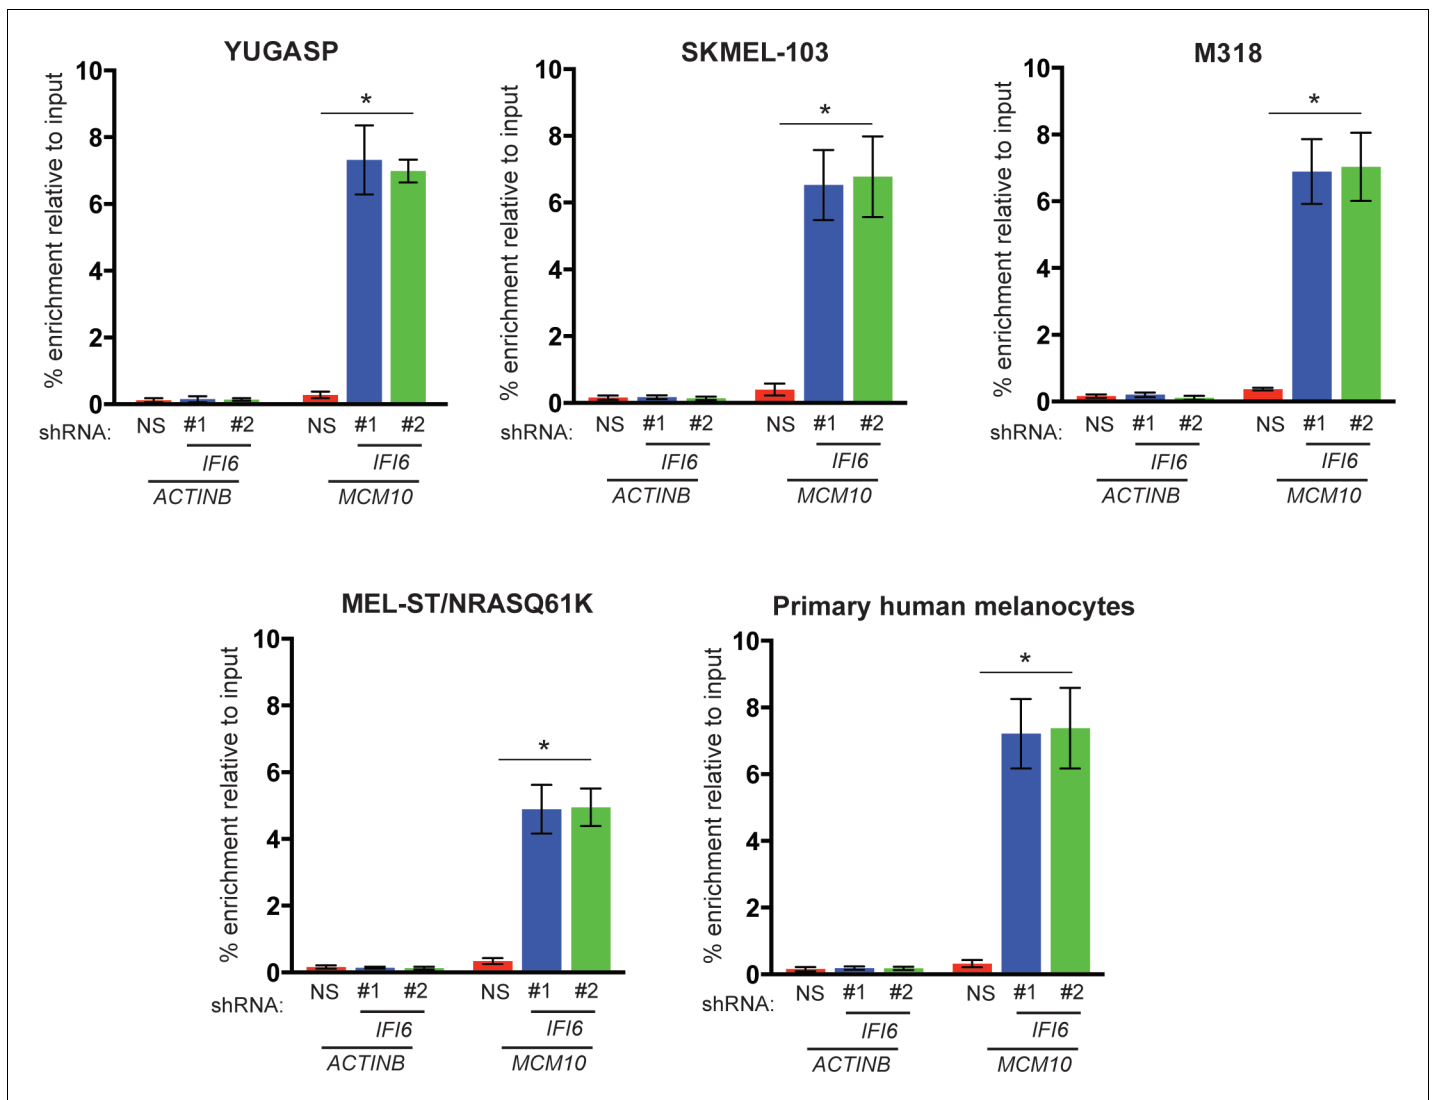 YUGASP
% enrichment relative to input
10
8
6
4
2
0
*
shRNA: NS #1 #2 NS #1 #2
IFI6 IFI6
ACTINB MCM10
SKMEL-103
% enrichment relative to input
10
8
6
4
2
0
*
shRNA: NS #1 #2 NS #1 #2
IFI6 IFI6
ACTINB MCM10
M318
% enrichment relative to input
10
8
6
4
2
0
*
shRNA: NS #1 #2 NS #1 #2
IFI6 IFI6
ACTINB MCM10
MEL-ST/NRASQ61K
% enrichment relative to input
10
8
6
4
2
0
*
shRNA: NS #1 #2 NS #1 #2
IFI6 IFI6
ACTINB MCM10
Primary human melanocytes
% enrichment relative to input
10
8
6
4
2
0
*
shRNA: NS #1 #2 NS #1 #2
IFI6 IFI6
ACTINB MCM10